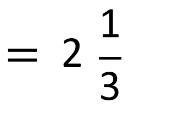 = 2 1/3